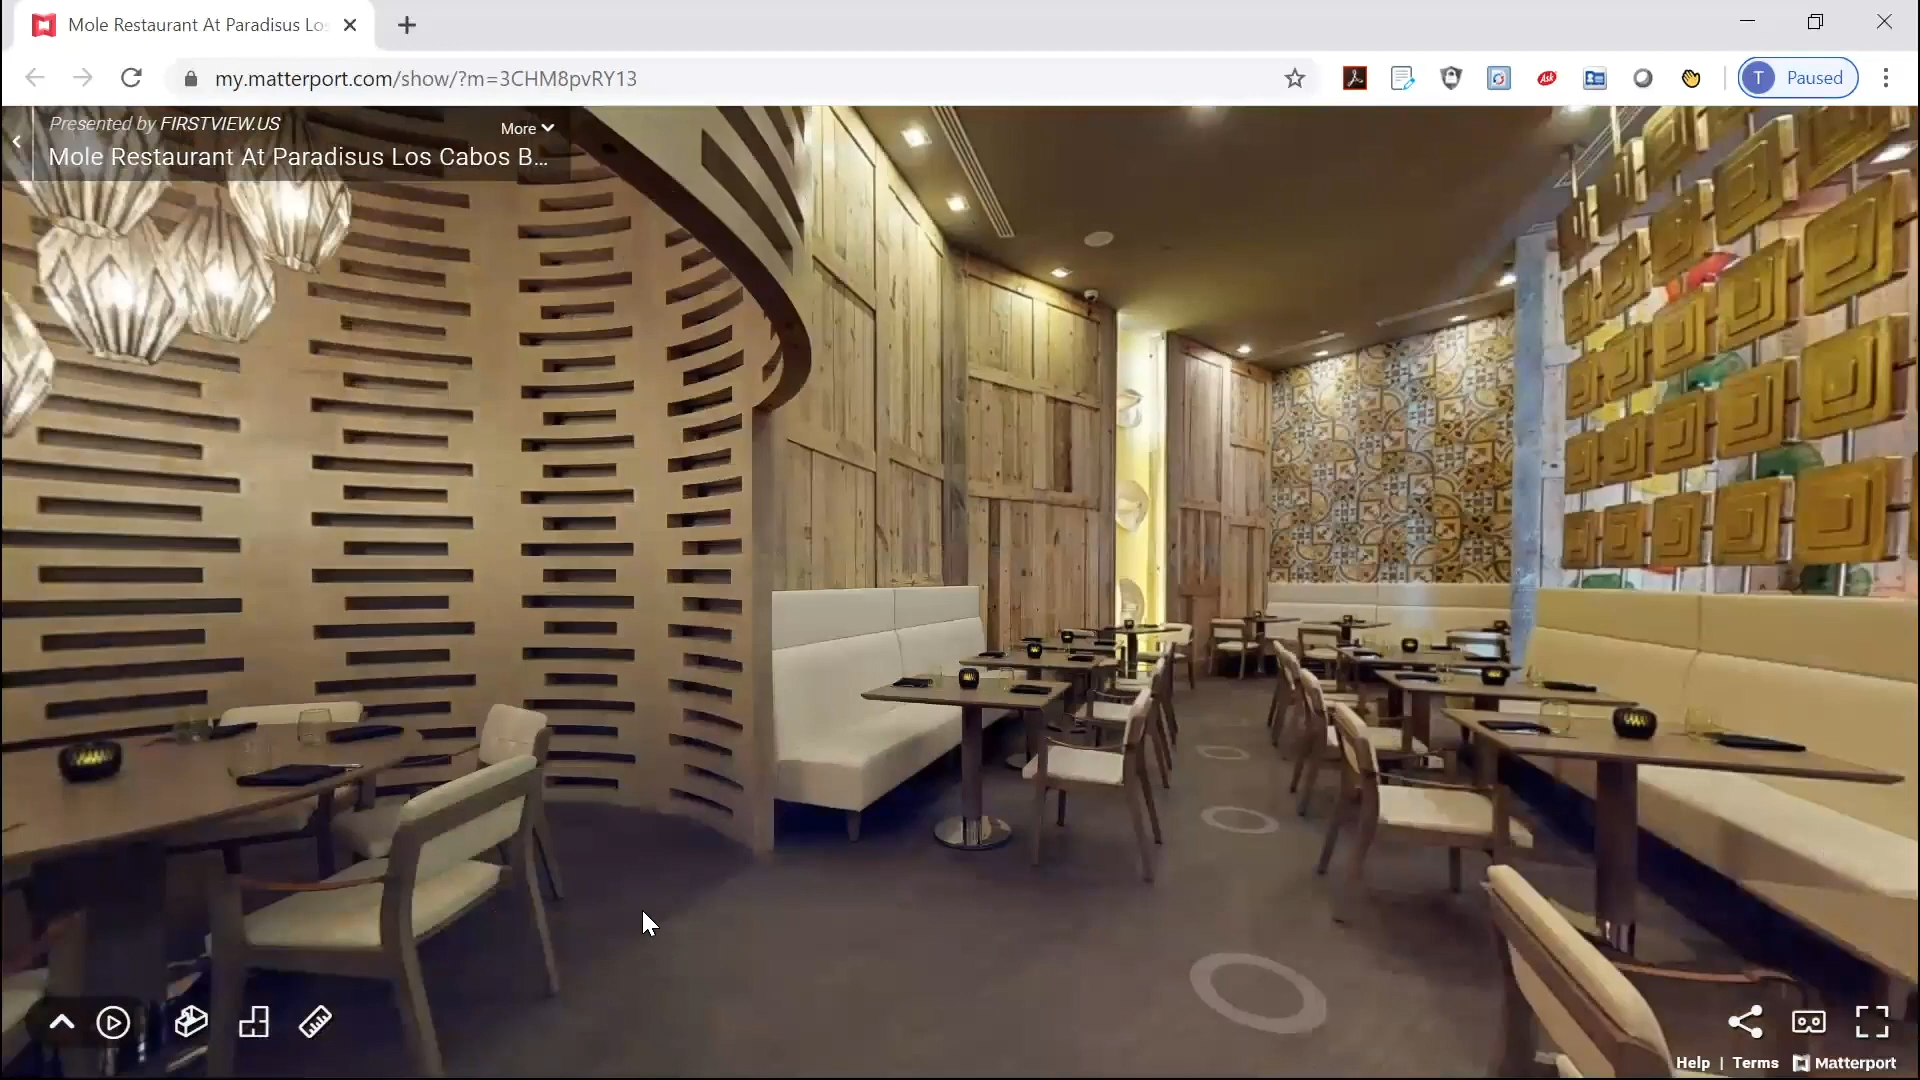 Mole Restaurant At Paradisus Lo
my.matterport.com/show/?m=3CHM8pvRY13
Ask
T
Paused
Presented by FIRSTVIEW.US
More
Mole Restaurant At Paradisus Los Cabos B...
Help | Terms
Matterport